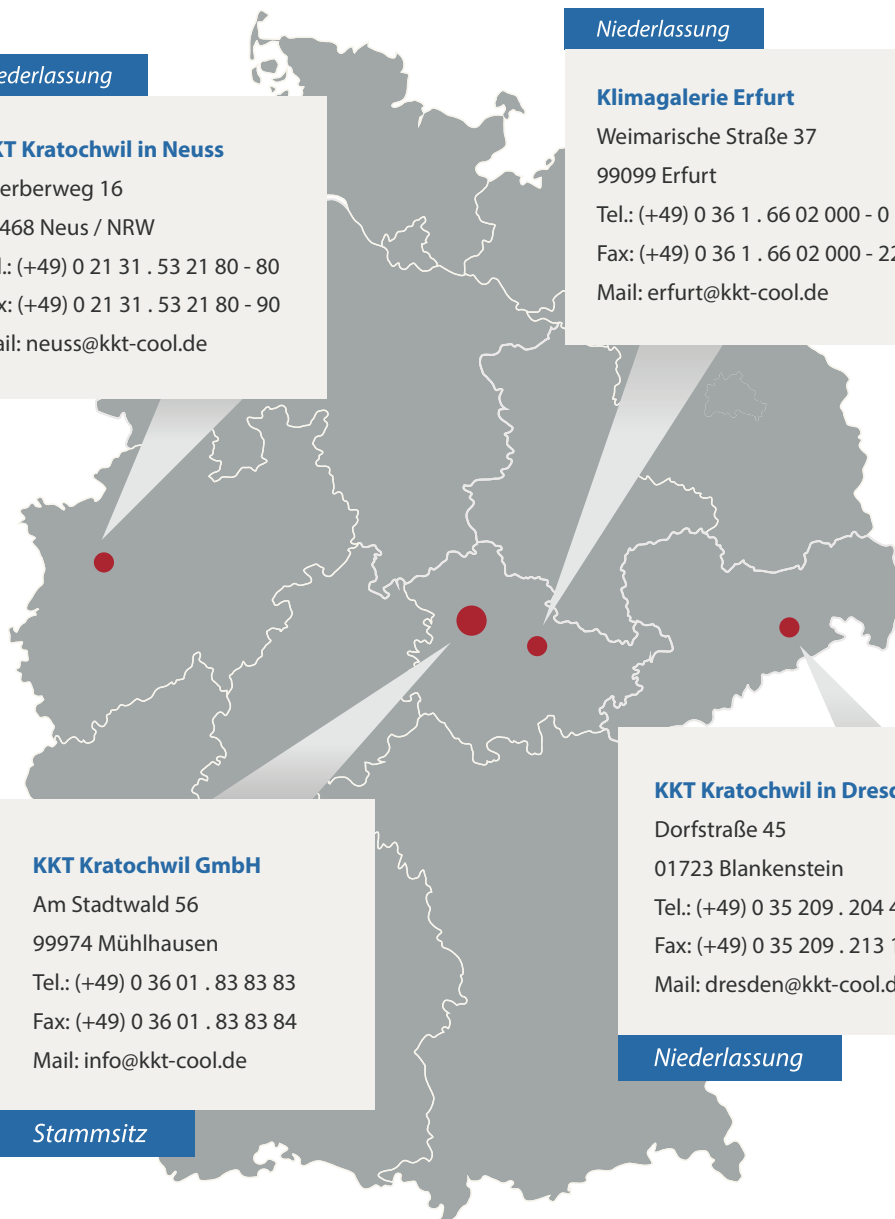 Niederlassung
Klimagalerie Erfurt
Weimarische Straße 37
99099 Erfurt
Tel.: (+49) 0 36 1 . 66 02 000 - 0
Fax: (+49) 0 36 1 . 66 02 000 - 22
Mail: erfurt@kkt-cool.de
ederlassung
KT Kratochwil in Neuss
erberweg 16
468 Neus / NRW
l.: (+49) 0 21 31 . 53 21 80 - 80
x: (+49) 0 21 31 . 53 21 80 - 90
ail: neuss@kkt-cool.de
KKT Kratochwil GmbH
Am Stadtwald 56
99974 Mühlhausen
Tel.: (+49) 0 36 01 . 83 83 83
Fax: (+49) 0 36 01 . 83 83 84
Mail: info@kkt-cool.de
Stammsitz
KKT Kratochwil in Dresd
Dorfstraße 45
01723 Blankenstein
Tel.: (+49) 0 35 209 . 204 4
Fax: (+49) 0 35 209 . 213 1
Mail: dresden@kkt-cool.d
Niederlassung